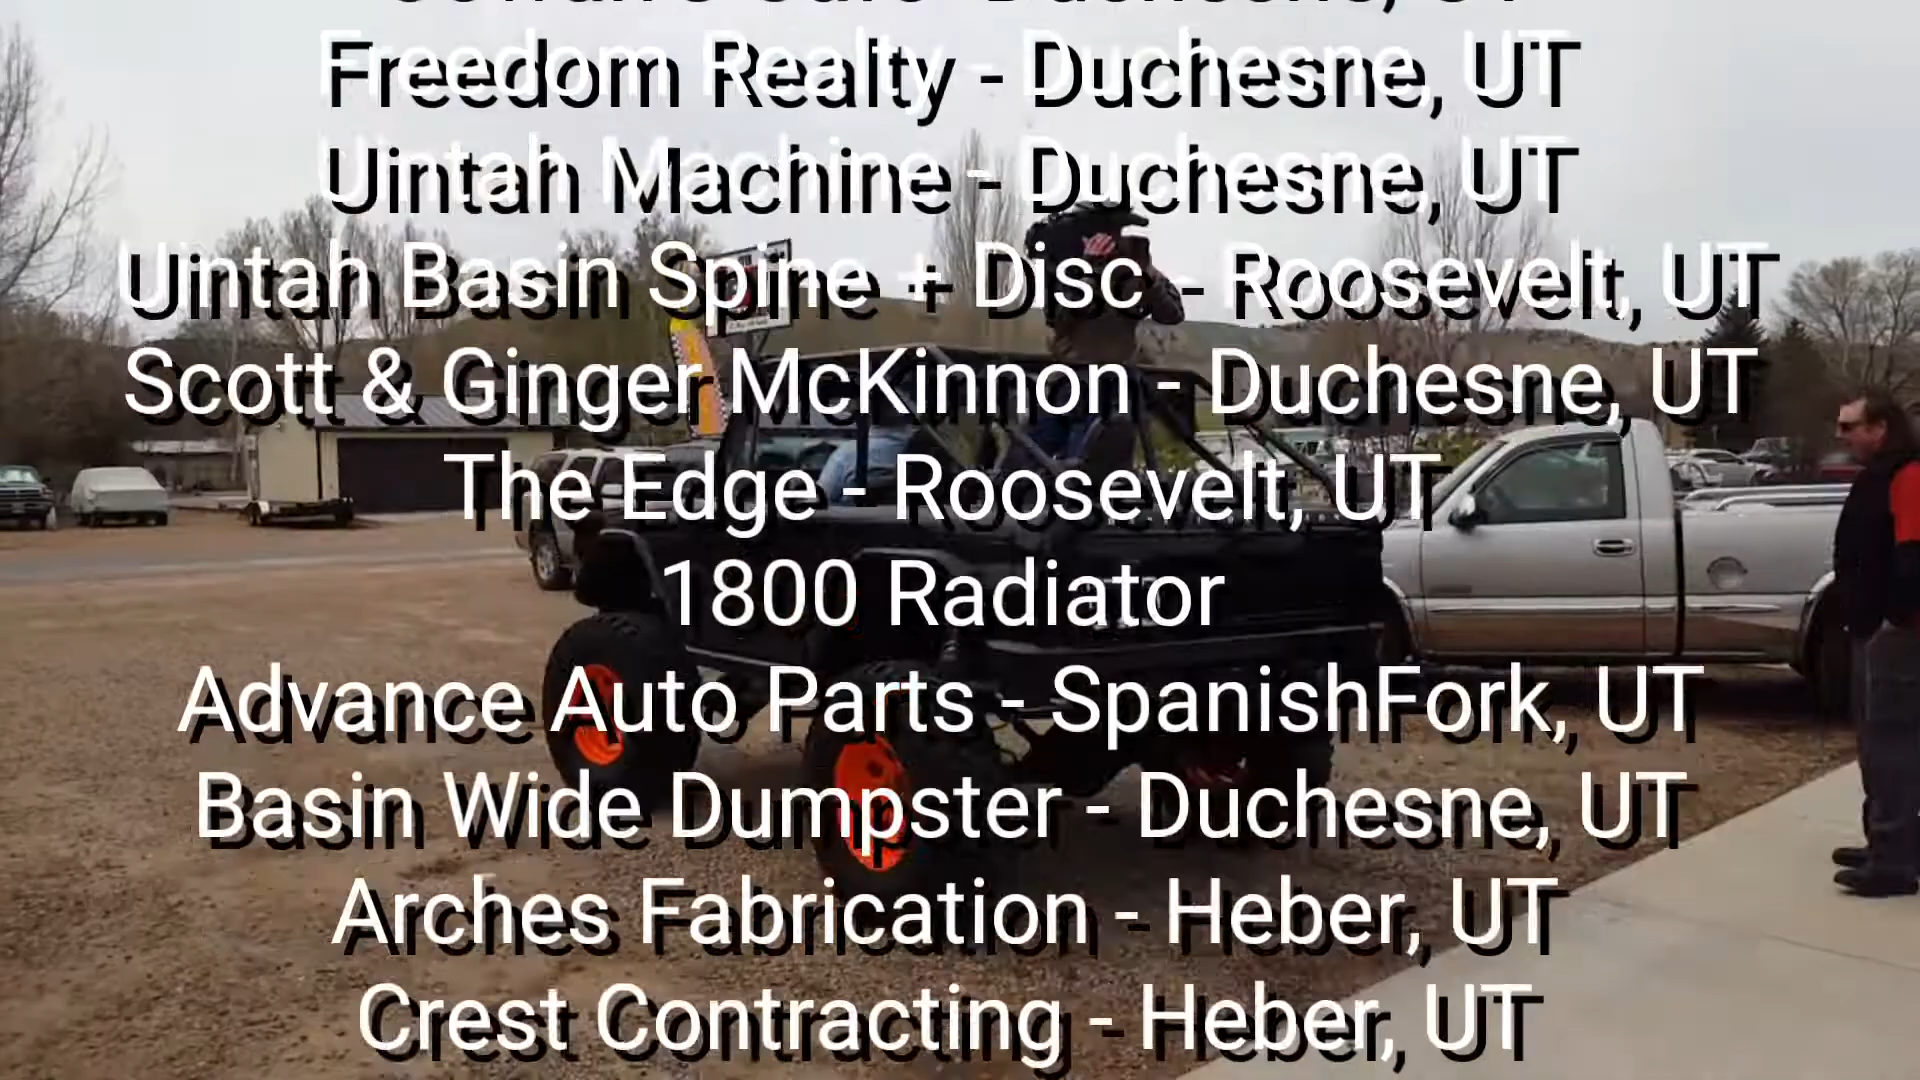 Duchesne, UT
Freedom Realty - Duchesne, UT
Uintah Machine - Duchesne, UT
Uintah Basin Spine + Disc - Roosevelt, UT
Scott & Ginger McKinnon - Duchesne, UT
The Edge - Roosevelt, UT
1800 Radiator
Advance Auto Parts - SpanishFork, UT
Basin Wide Dumpster - Duchesne, UT
Arches Fabrication - Heber, UT
Crest Contracting - Heber, UT